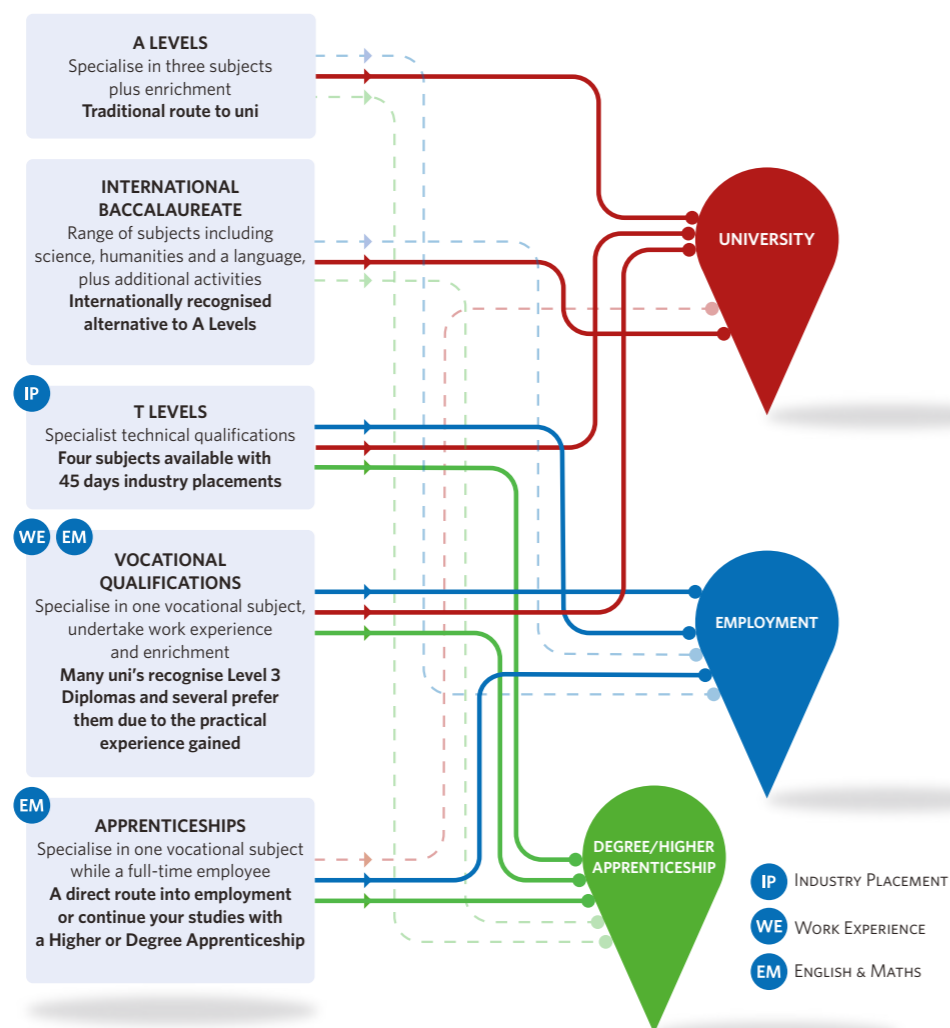 A LEVELS
Specialise in three subjects
plus enrichment
Traditional route to uni
INTERNATIONAL
BACCALAUREATE
Range of subjects including
science, humanities and a language,
plus additional activities
Internationally recognised
alternative to A Levels
IP
T LEVELS
Specialist technical qualifications
Four subjects available with
45 days industry placements
WE EM
VOCATIONAL
QUALIFICATIONS
Specialise in one vocational subject,
undertake work experience
and enrichment
Many uni's recognise Level 3
Diplomas and several prefer
them due to the practical
experience gained
EM
APPRENTICESHIPS
Specialise in one vocational subject
while a full-time employee
A direct route into employment
or continue your studies with
a Higher or Degree Apprenticeship
UNIVERSITY
EMPLOYMENT
DEGREE/HIGHER
APPRENTICESHIP
IP INDUSTRY PLACEMENT
WE WORK EXPERIENCE
EM ENGLISH & MATHS